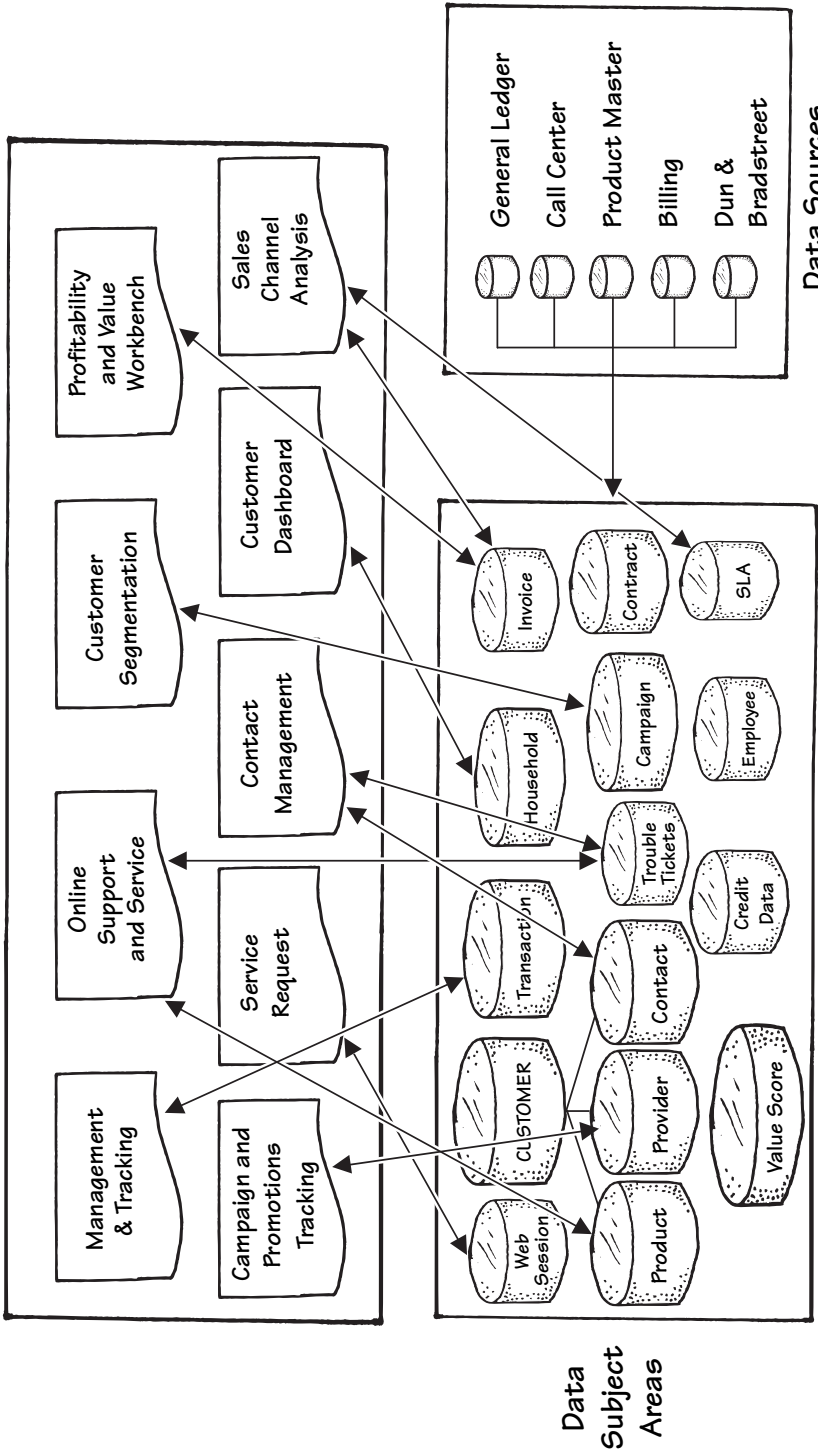 Management
& Tracking
Online
Support
and Service
Customer
Segmentation
Profitability
and Value
Workbench
Campaign and
Promotions
Tracking
Service
Request
Contact
Management
Customer
Dashboard
Sales
Channel
Analysis
Data
Subject
Areas
Web
Session
CUSTOMER
Transaction
Household
Invoice
Product
Provider
Contact
Trouble
Tickets
Campaign
Contract
Value Score
Credit
Data
Employee
SLA
General Ledger
Call Center
Product Master
Billing
Dun &
Bradstreet
Data Sources